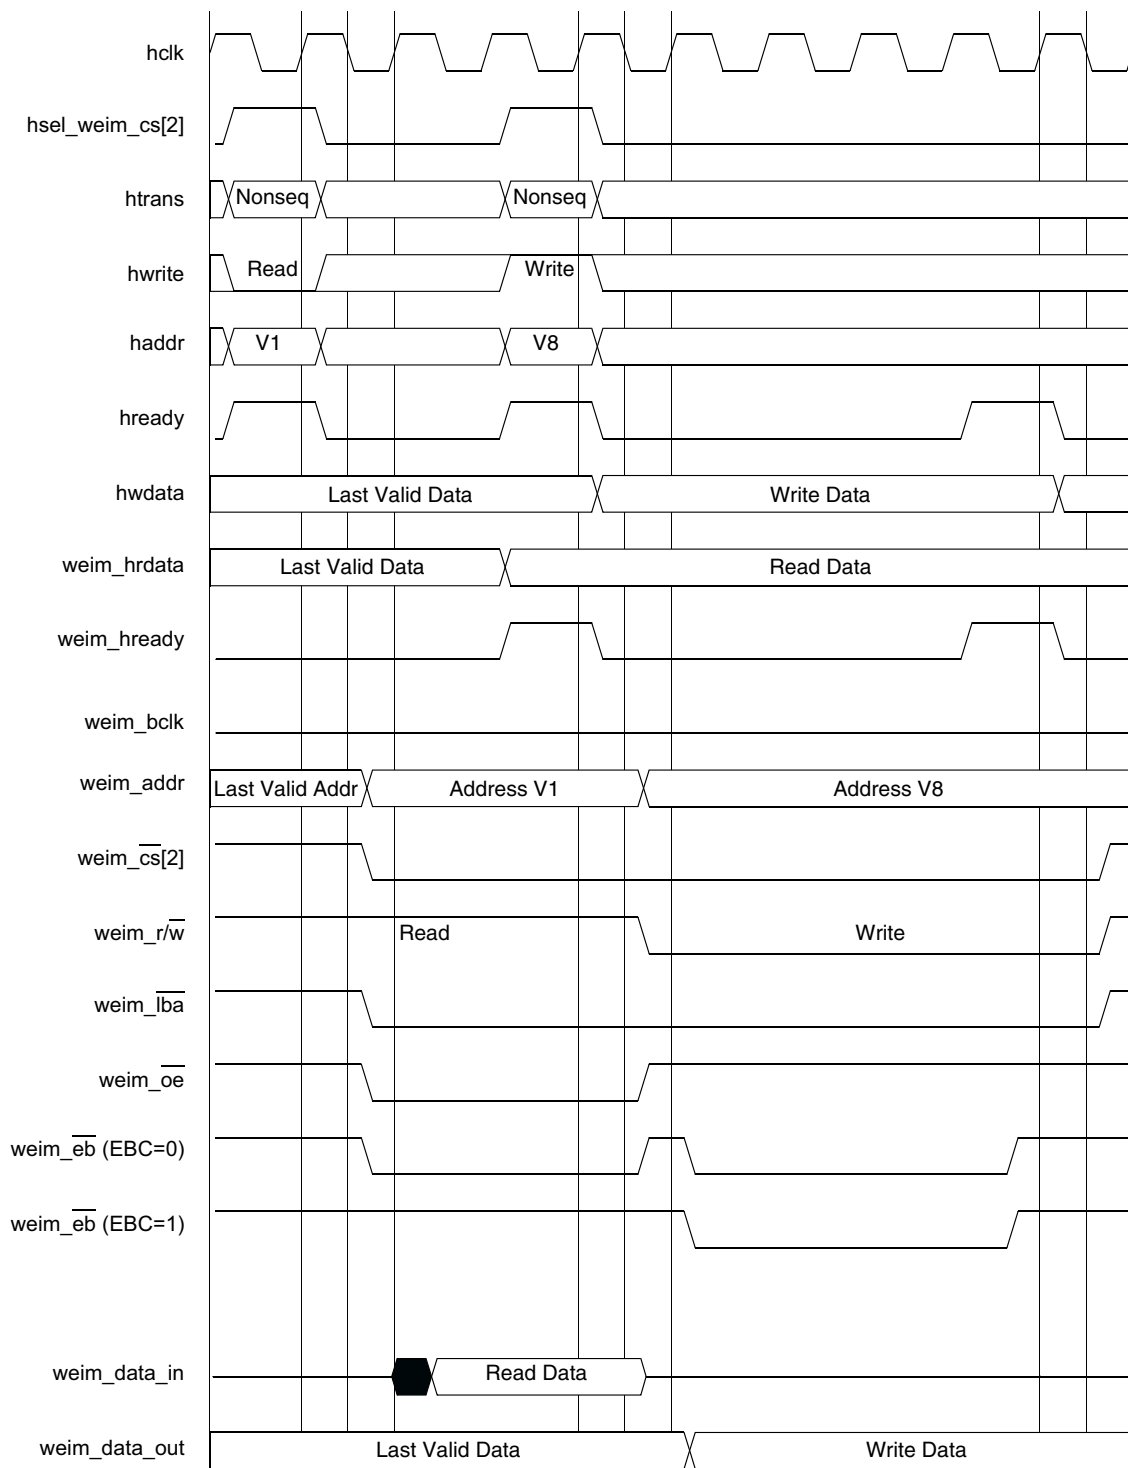 hclk
hsel_weim_cs[2]
htrans Nonseq Nonseq
hwrite Read Write
haddr V1 V8
hready
hwdata Last Valid Data Write Data
weim_hrdata Last Valid Data Read Data
weim_hready
weim_bclk
weim_addr Last Valid Addr Address V1 Address V8
weim_cs[2]
weim_r/w Read Write
weim_lba
weim_oe
weim_eb (EBC=0)
weim_eb (EBC=1)
weim_data_in Read Data
weim_data_out Last Valid Data Write Data